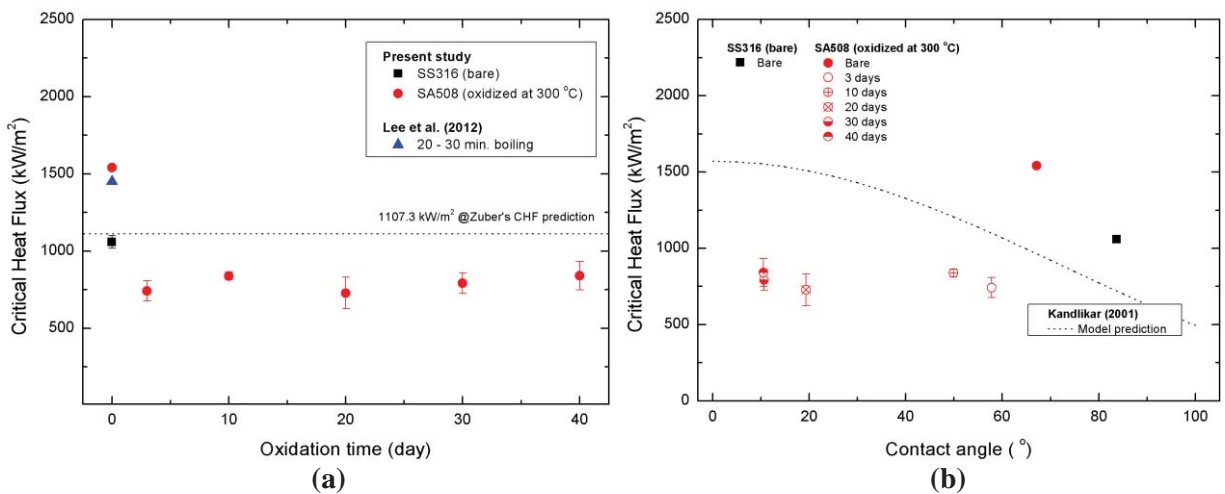 2500
2000
1500
1000
500
0
Critical Heat Flux (kW/m²)
Present study
SS316 (bare)
SA508 (oxidized at 300 °C)
Lee et al. (2012)
20 - 30 min. boiling
1107.3 kW/m² @Zuber's CHF prediction
0 10 20 30 40
Oxidation time (day)
(a)
2500
2000
1500
1000
500
0
Critical Heat Flux (kW/m²)
SS316 (bare) SA508 (oxidized at 300 °C)
Bare Bare
3 days
10 days
20 days
30 days
40 days
Kandlikar (2001)
Model prediction
0 20 40 60 80 100
Contact angle (°)
(b)